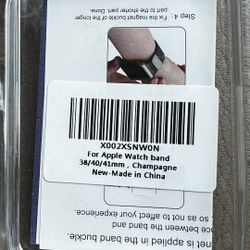 Step 4: Fix the magnet buckle of the longer
part to the shorter part. Done.
X002XSNW0N
For Apple Watch band
38/40/41mm , Champagne
New-Made in China
net is applied in the band buckle.
ce between the band and
so as not to affect your experience.